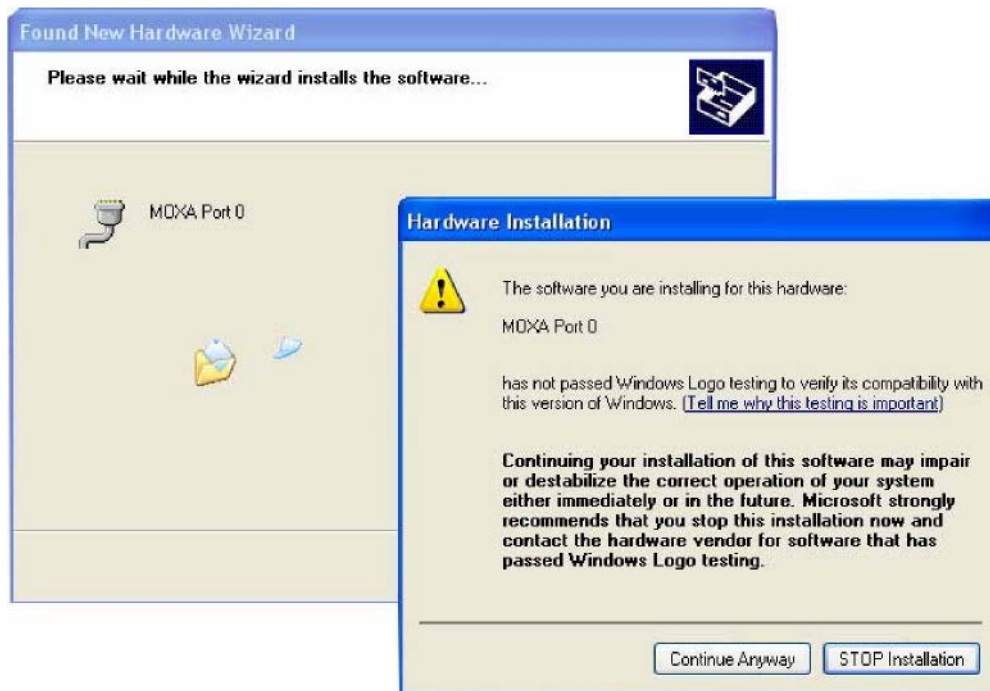 Found New Hardware Wizard
Please wait while the wizard installs the software...
MOXA Port 0
Hardware Installation
The software you are installing for this hardware:
MOXA Port 0
has not passed Windows Logo testing to verify its compatibility with
this version of Windows. (Tell me why this testing is important)
Continuing your installation of this software may impair
or destabilize the correct operation of your system
either immediately or in the future. Microsoft strongly
recommends that you stop this installation now and
contact the hardware vendor for software that has
passed Windows Logo testing.
Continue Anyway
STOP Installation